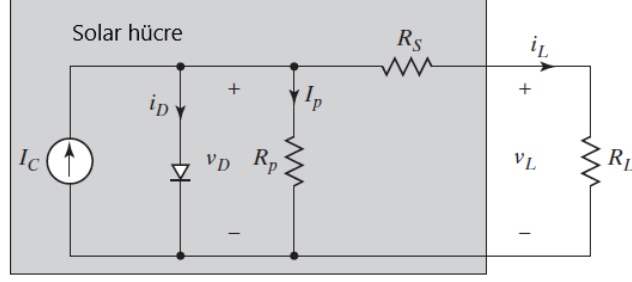 Solar hücre
R_S
i_L
+
+
i_D
I_p
I_C
v_D
R_p
v_L
R_L
−
−